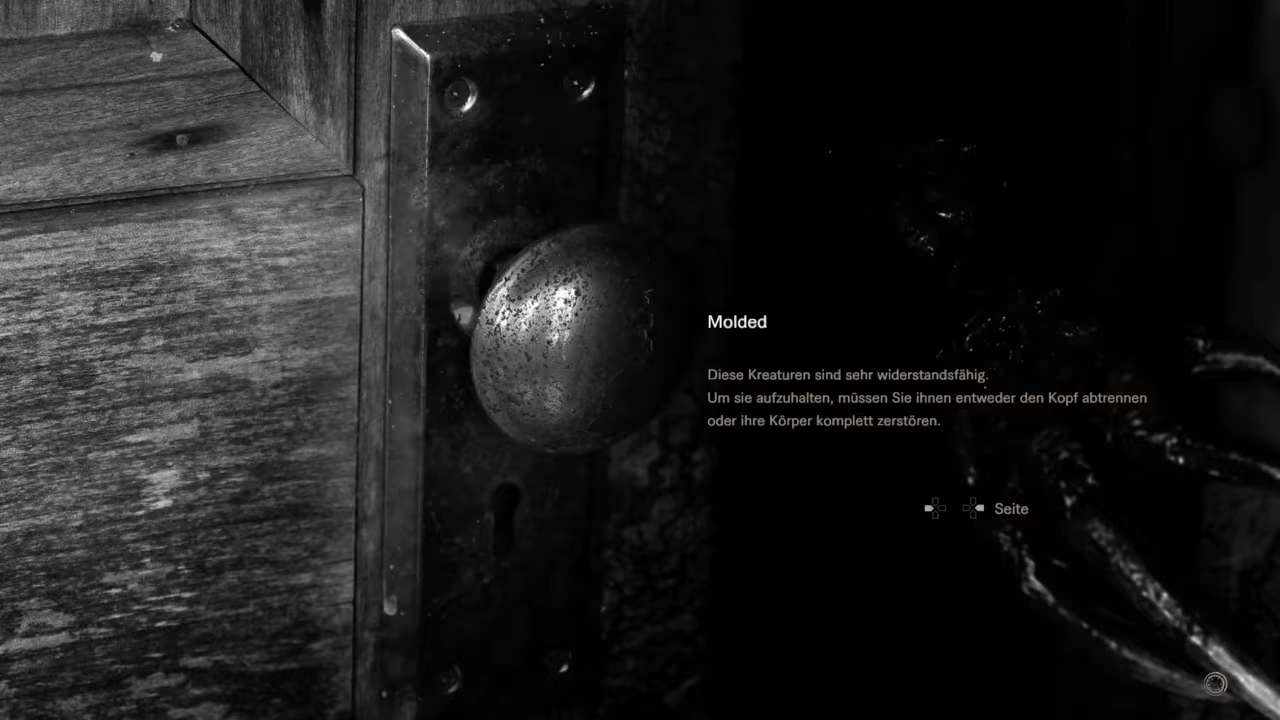 Molded
Diese Kreaturen sind sehr widerstandsfähig.
Um sie aufzuhalten, müssen Sie ihnen entweder den Kopf abtrennen
oder ihre Körper komplett zerstören.
Seite